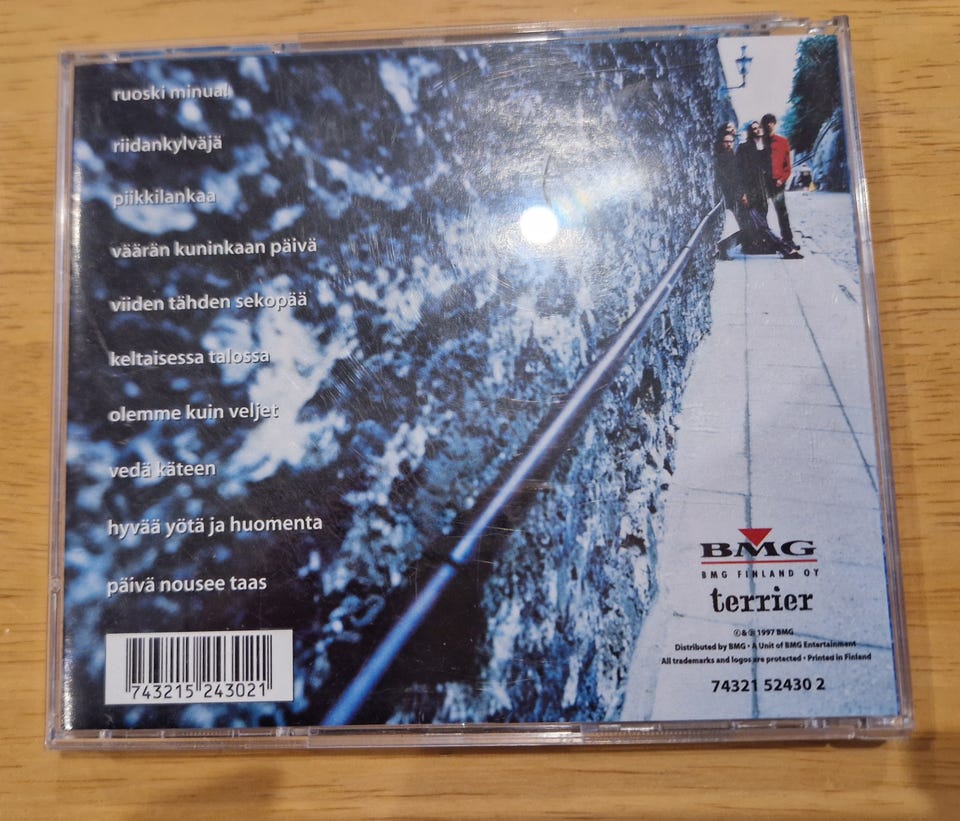 ruoski minua!
riidankylväjä
piikkilankaa
väärän kuninkaan päivä
viiden tähden sekopää
keltaisessa talossa
olemme kuin veljet
vedä käteen
hyvää yötä ja huomenta
päivä nousee taas
743215 243021
BMG
BMG FINLAND OY
terrier
©&℗ 1997 BMG
Distributed by BMG • A Unit of BMG Entertainment
All trademarks and logos are protected • Printed in Finland
74321 52430 2